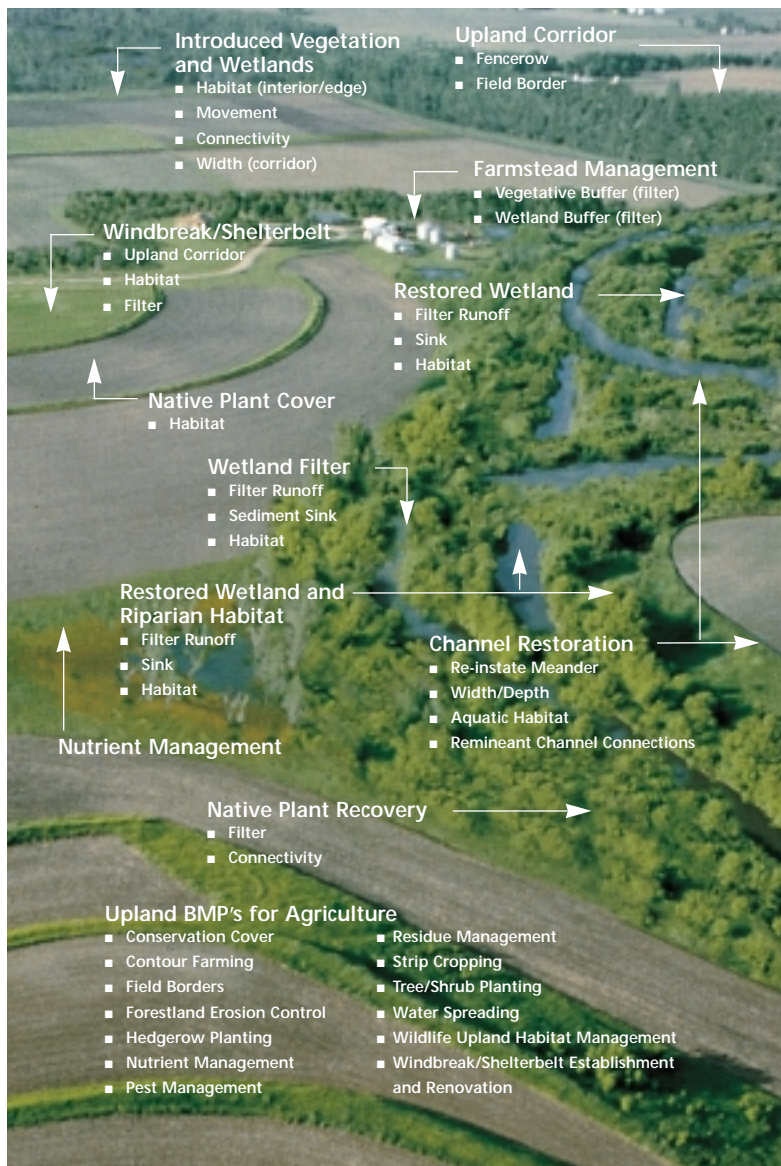 Introduced Vegetation
and Wetlands
■ Habitat (interior/edge)
■ Movement
■ Connectivity
■ Width (corridor)
Upland Corridor
■ Fencerow
■ Field Border
Farmstead Management
■ Vegetative Buffer (filter)
■ Wetland Buffer (filter)
Windbreak/Shelterbelt
■ Upland Corridor
■ Habitat
■ Filter
Restored Wetland
■ Filter Runoff
■ Sink
■ Habitat
Native Plant Cover
■ Habitat
Wetland Filter
■ Filter Runoff
■ Sediment Sink
■ Habitat
Restored Wetland and
Riparian Habitat
■ Filter Runoff
■ Sink
■ Habitat
Channel Restoration
■ Re-instate Meander
■ Width/Depth
■ Aquatic Habitat
■ Remineant Channel Connections
Nutrient Management
Native Plant Recovery
■ Filter
■ Connectivity
Upland BMP's for Agriculture
■ Conservation Cover
■ Contour Farming
■ Field Borders
■ Forestland Erosion Control
■ Hedgerow Planting
■ Nutrient Management
■ Pest Management
■ Residue Management
■ Strip Cropping
■ Tree/Shrub Planting
■ Water Spreading
■ Wildlife Upland Habitat Management
■ Windbreak/Shelterbelt Establishment
and Renovation